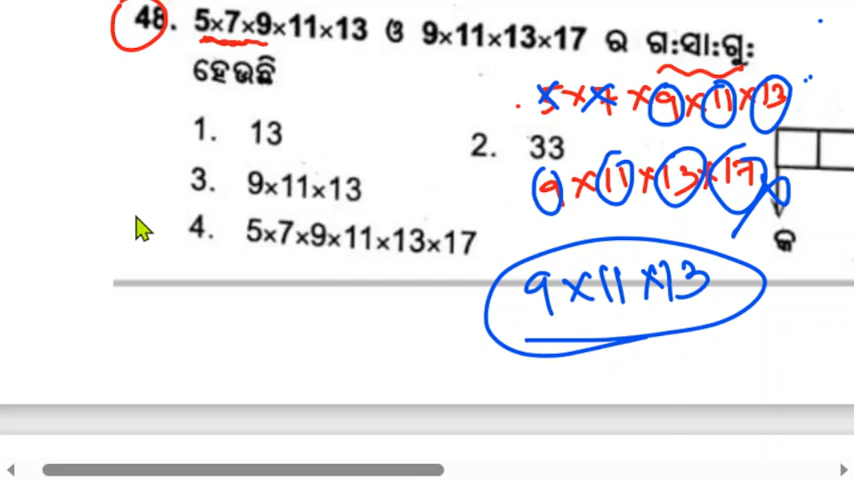 48. 5×7×9×11×13 ଓ 9×11×13×17 ର ଗ:ସା:ଗୁ:
ହେଉଛି
5 × 7 × 9 × 11 × 13
1. 13
2. 33
9 × 11 × 13 × 17
3. 9×11×13
4. 5×7×9×11×13×17
କ
9 × 11 × 13